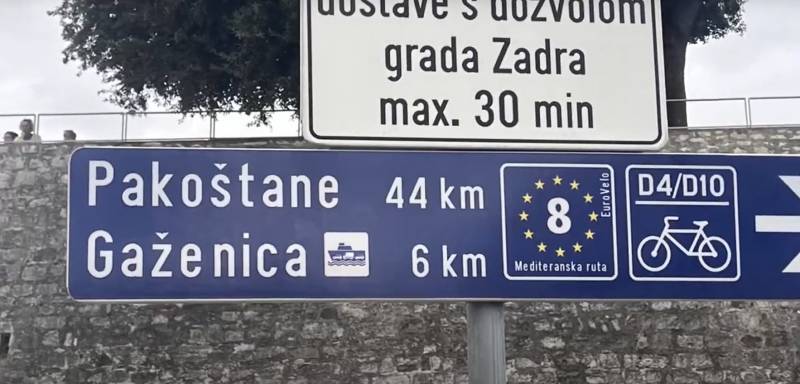 dostave s dozvolom
grada Zadra
max. 30 min
Pakoštane 44 km
Gaženica 6 km
8
EuroVelo
Mediteranska ruta
D4/D10